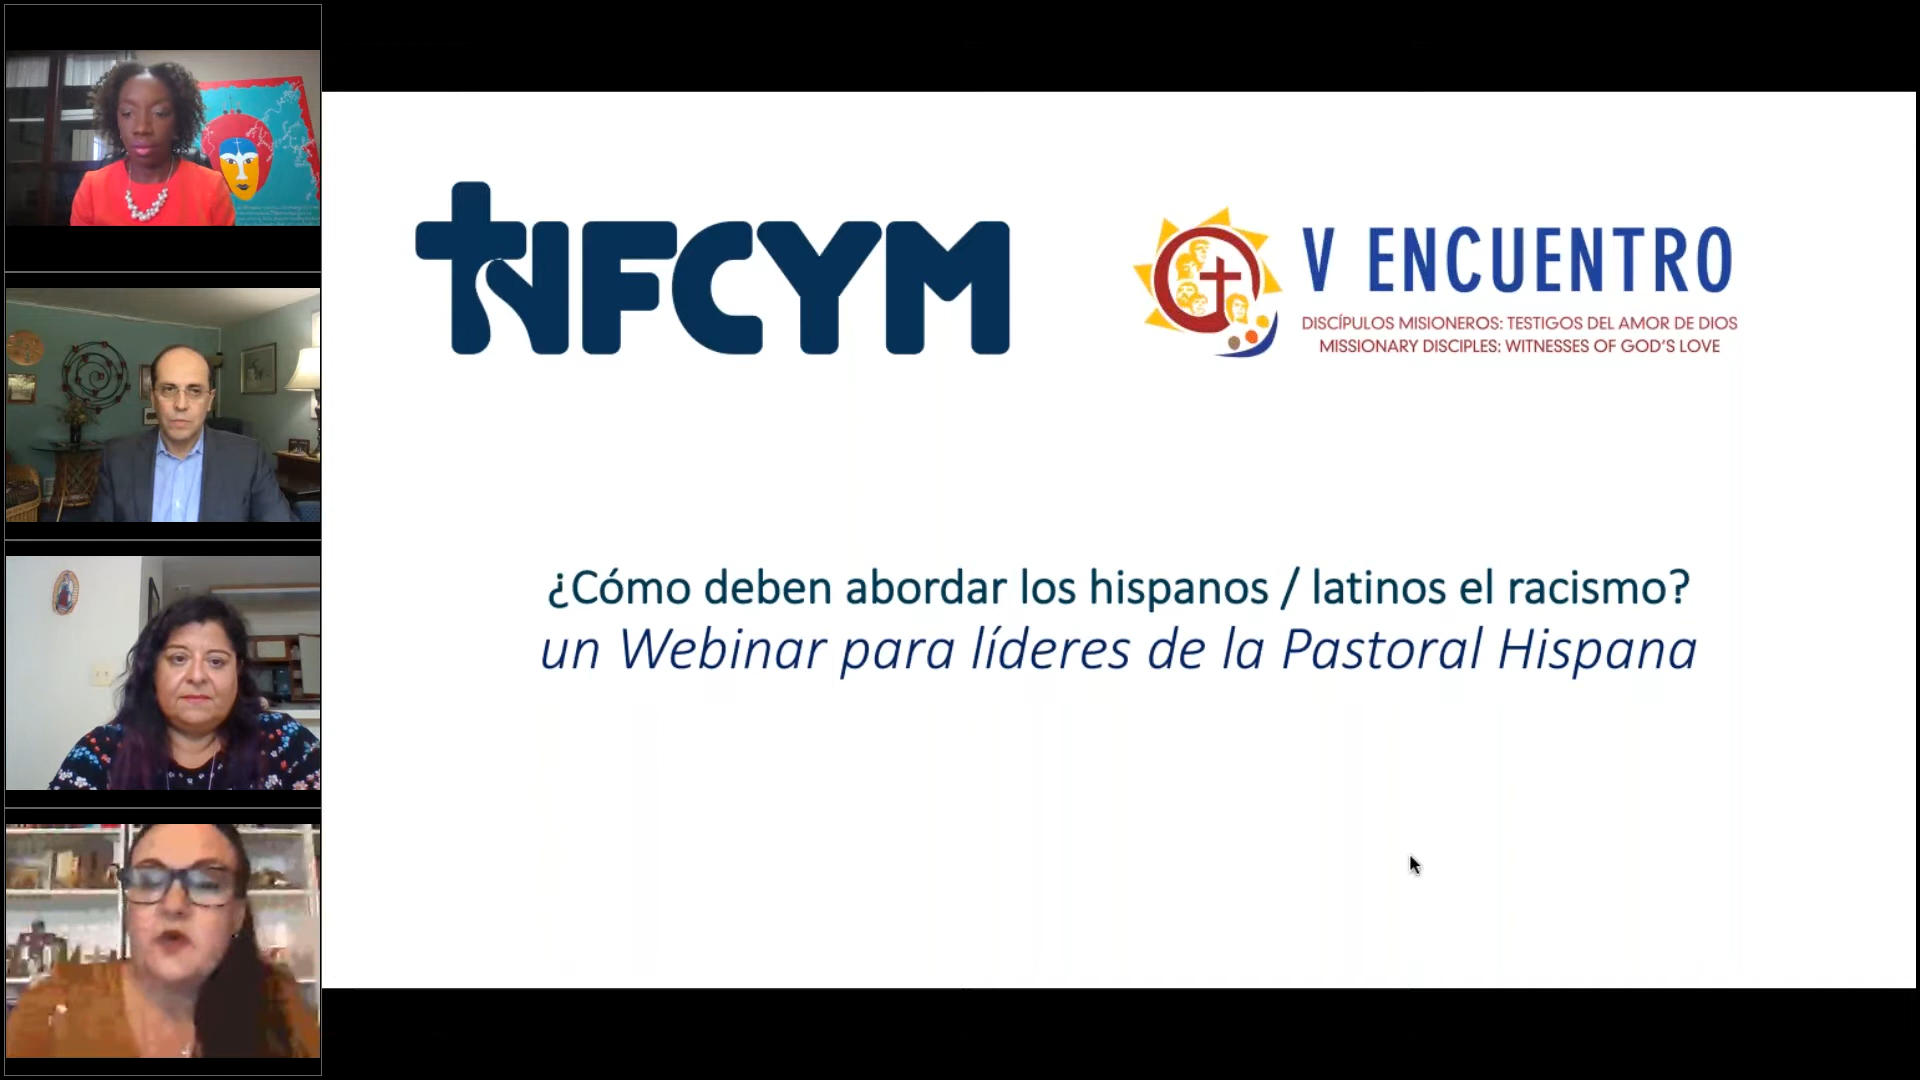 NFCYM
V ENCUENTRO
DISCÍPULOS MISIONEROS: TESTIGOS DEL AMOR DE DIOS
MISSIONARY DISCIPLES: WITNESSES OF GOD'S LOVE
¿Cómo deben abordar los hispanos / latinos el racismo?
un Webinar para líderes de la Pastoral Hispana